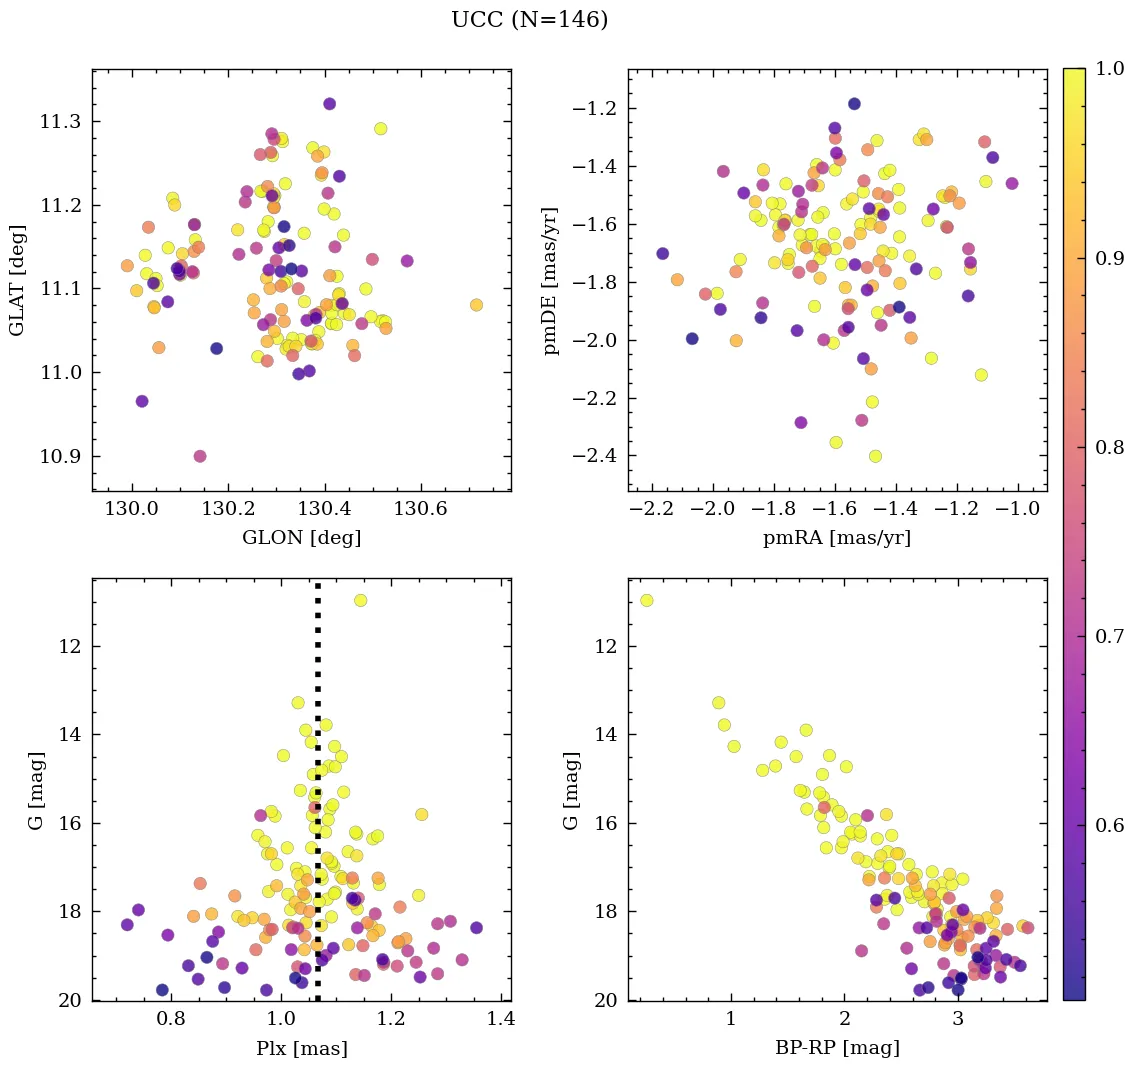 UCC (N=146)
11.3
11.2
11.1
11.0
10.9
GLAT [deg]
130.0 130.2 130.4 130.6
GLON [deg]
−1.2
−1.4
−1.6
−1.8
−2.0
−2.2
−2.4
pmDE [mas/yr]
−2.2 −2.0 −1.8 −1.6 −1.4 −1.2 −1.0
pmRA [mas/yr]
1.0
0.9
0.8
0.7
0.6
12
14
16
18
20
G [mag]
0.8 1.0 1.2 1.4
Plx [mas]
12
14
16
18
20
G [mag]
1 2 3
BP-RP [mag]